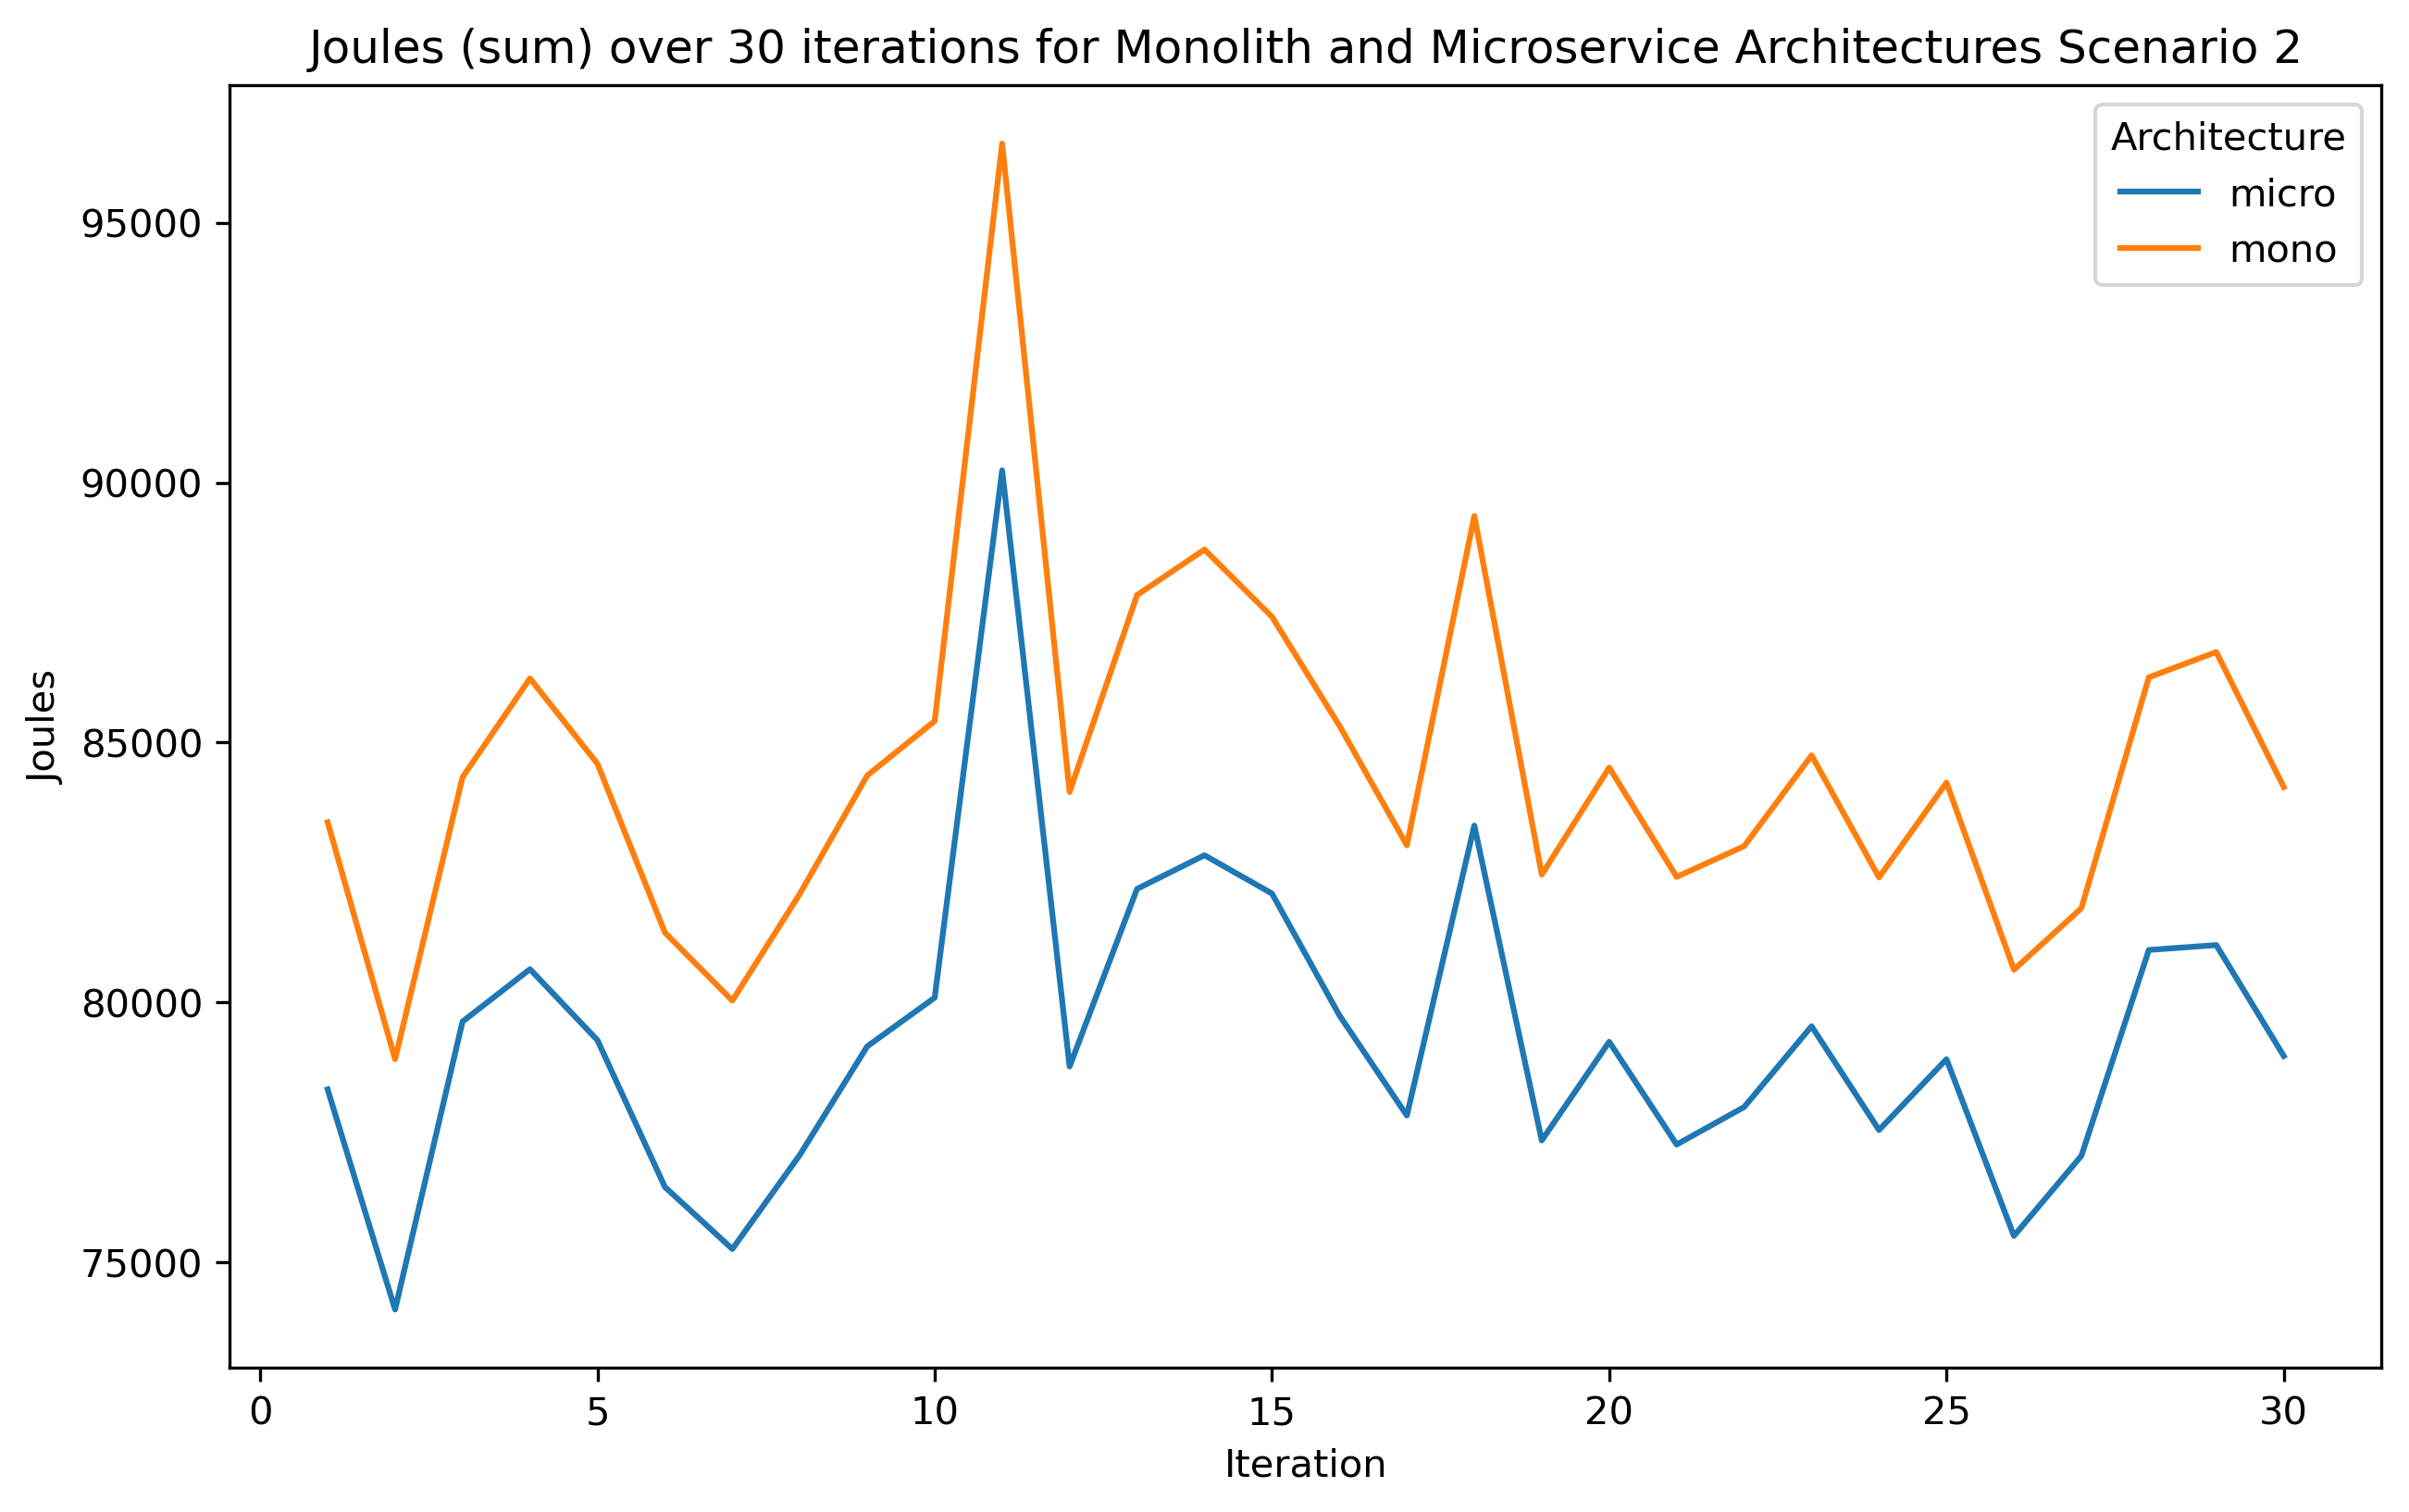 Joules (sum) over 30 iterations for Monolith and Microservice Architectures Scenario 2
Architecture
micro
mono
95000
90000
85000
80000
75000
Joules
0 5 10 15 20 25 30
Iteration